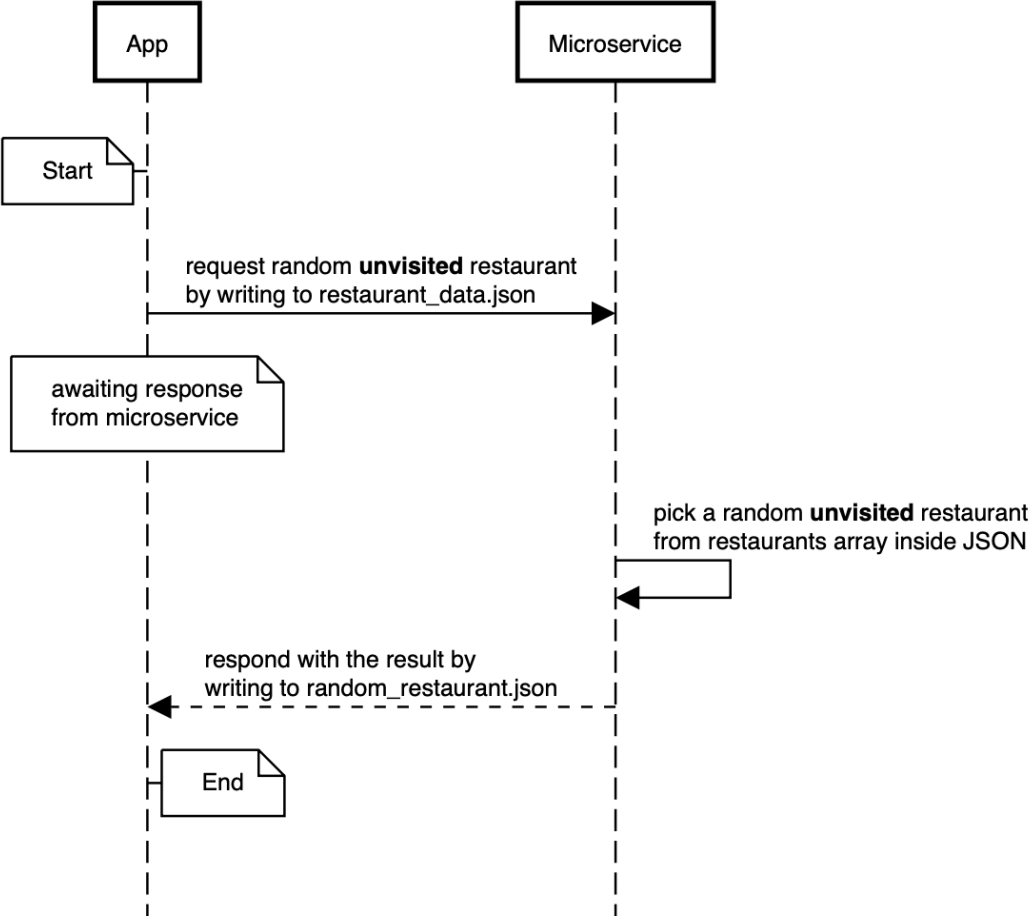 App
Microservice
Start
request random unvisited restaurant
by writing to restaurant_data.json
awaiting response
from microservice
pick a random unvisited restaurant
from restaurants array inside JSON
respond with the result by
writing to random_restaurant.json
End